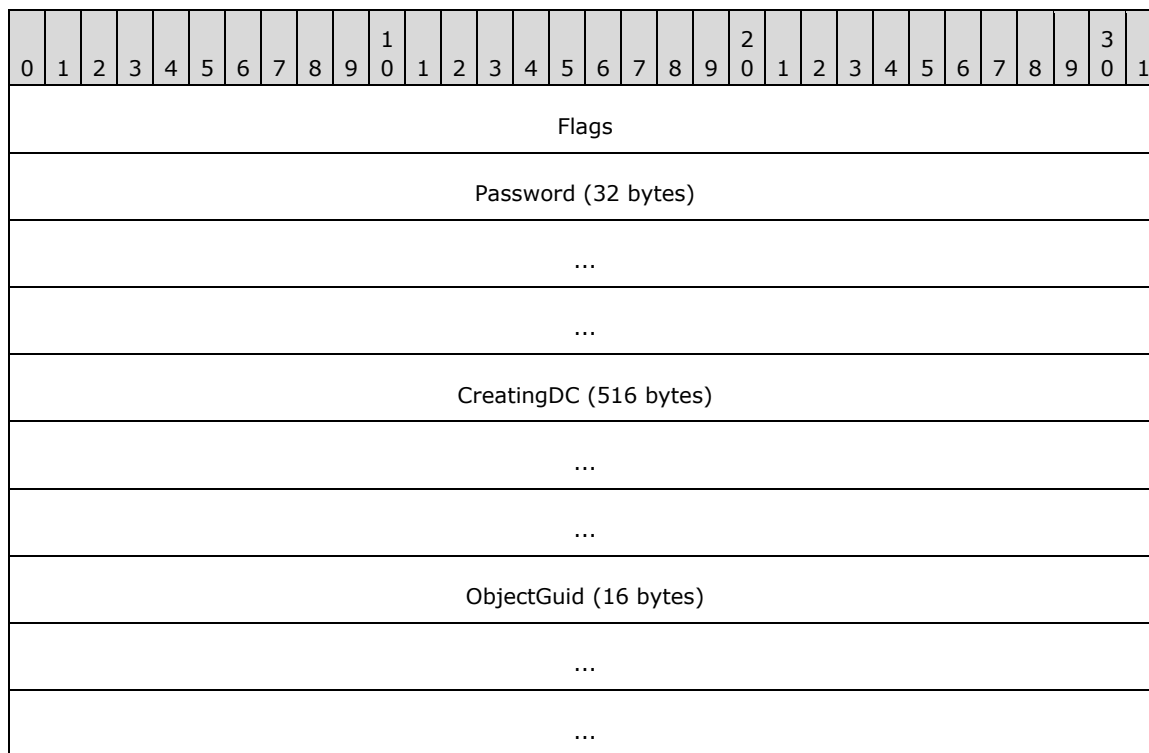 1 2 3
0 1 2 3 4 5 6 7 8 9 0 1 2 3 4 5 6 7 8 9 0 1 2 3 4 5 6 7 8 9 0 1
Flags
Password (32 bytes)
...
...
CreatingDC (516 bytes)
...
...
ObjectGuid (16 bytes)
...
...